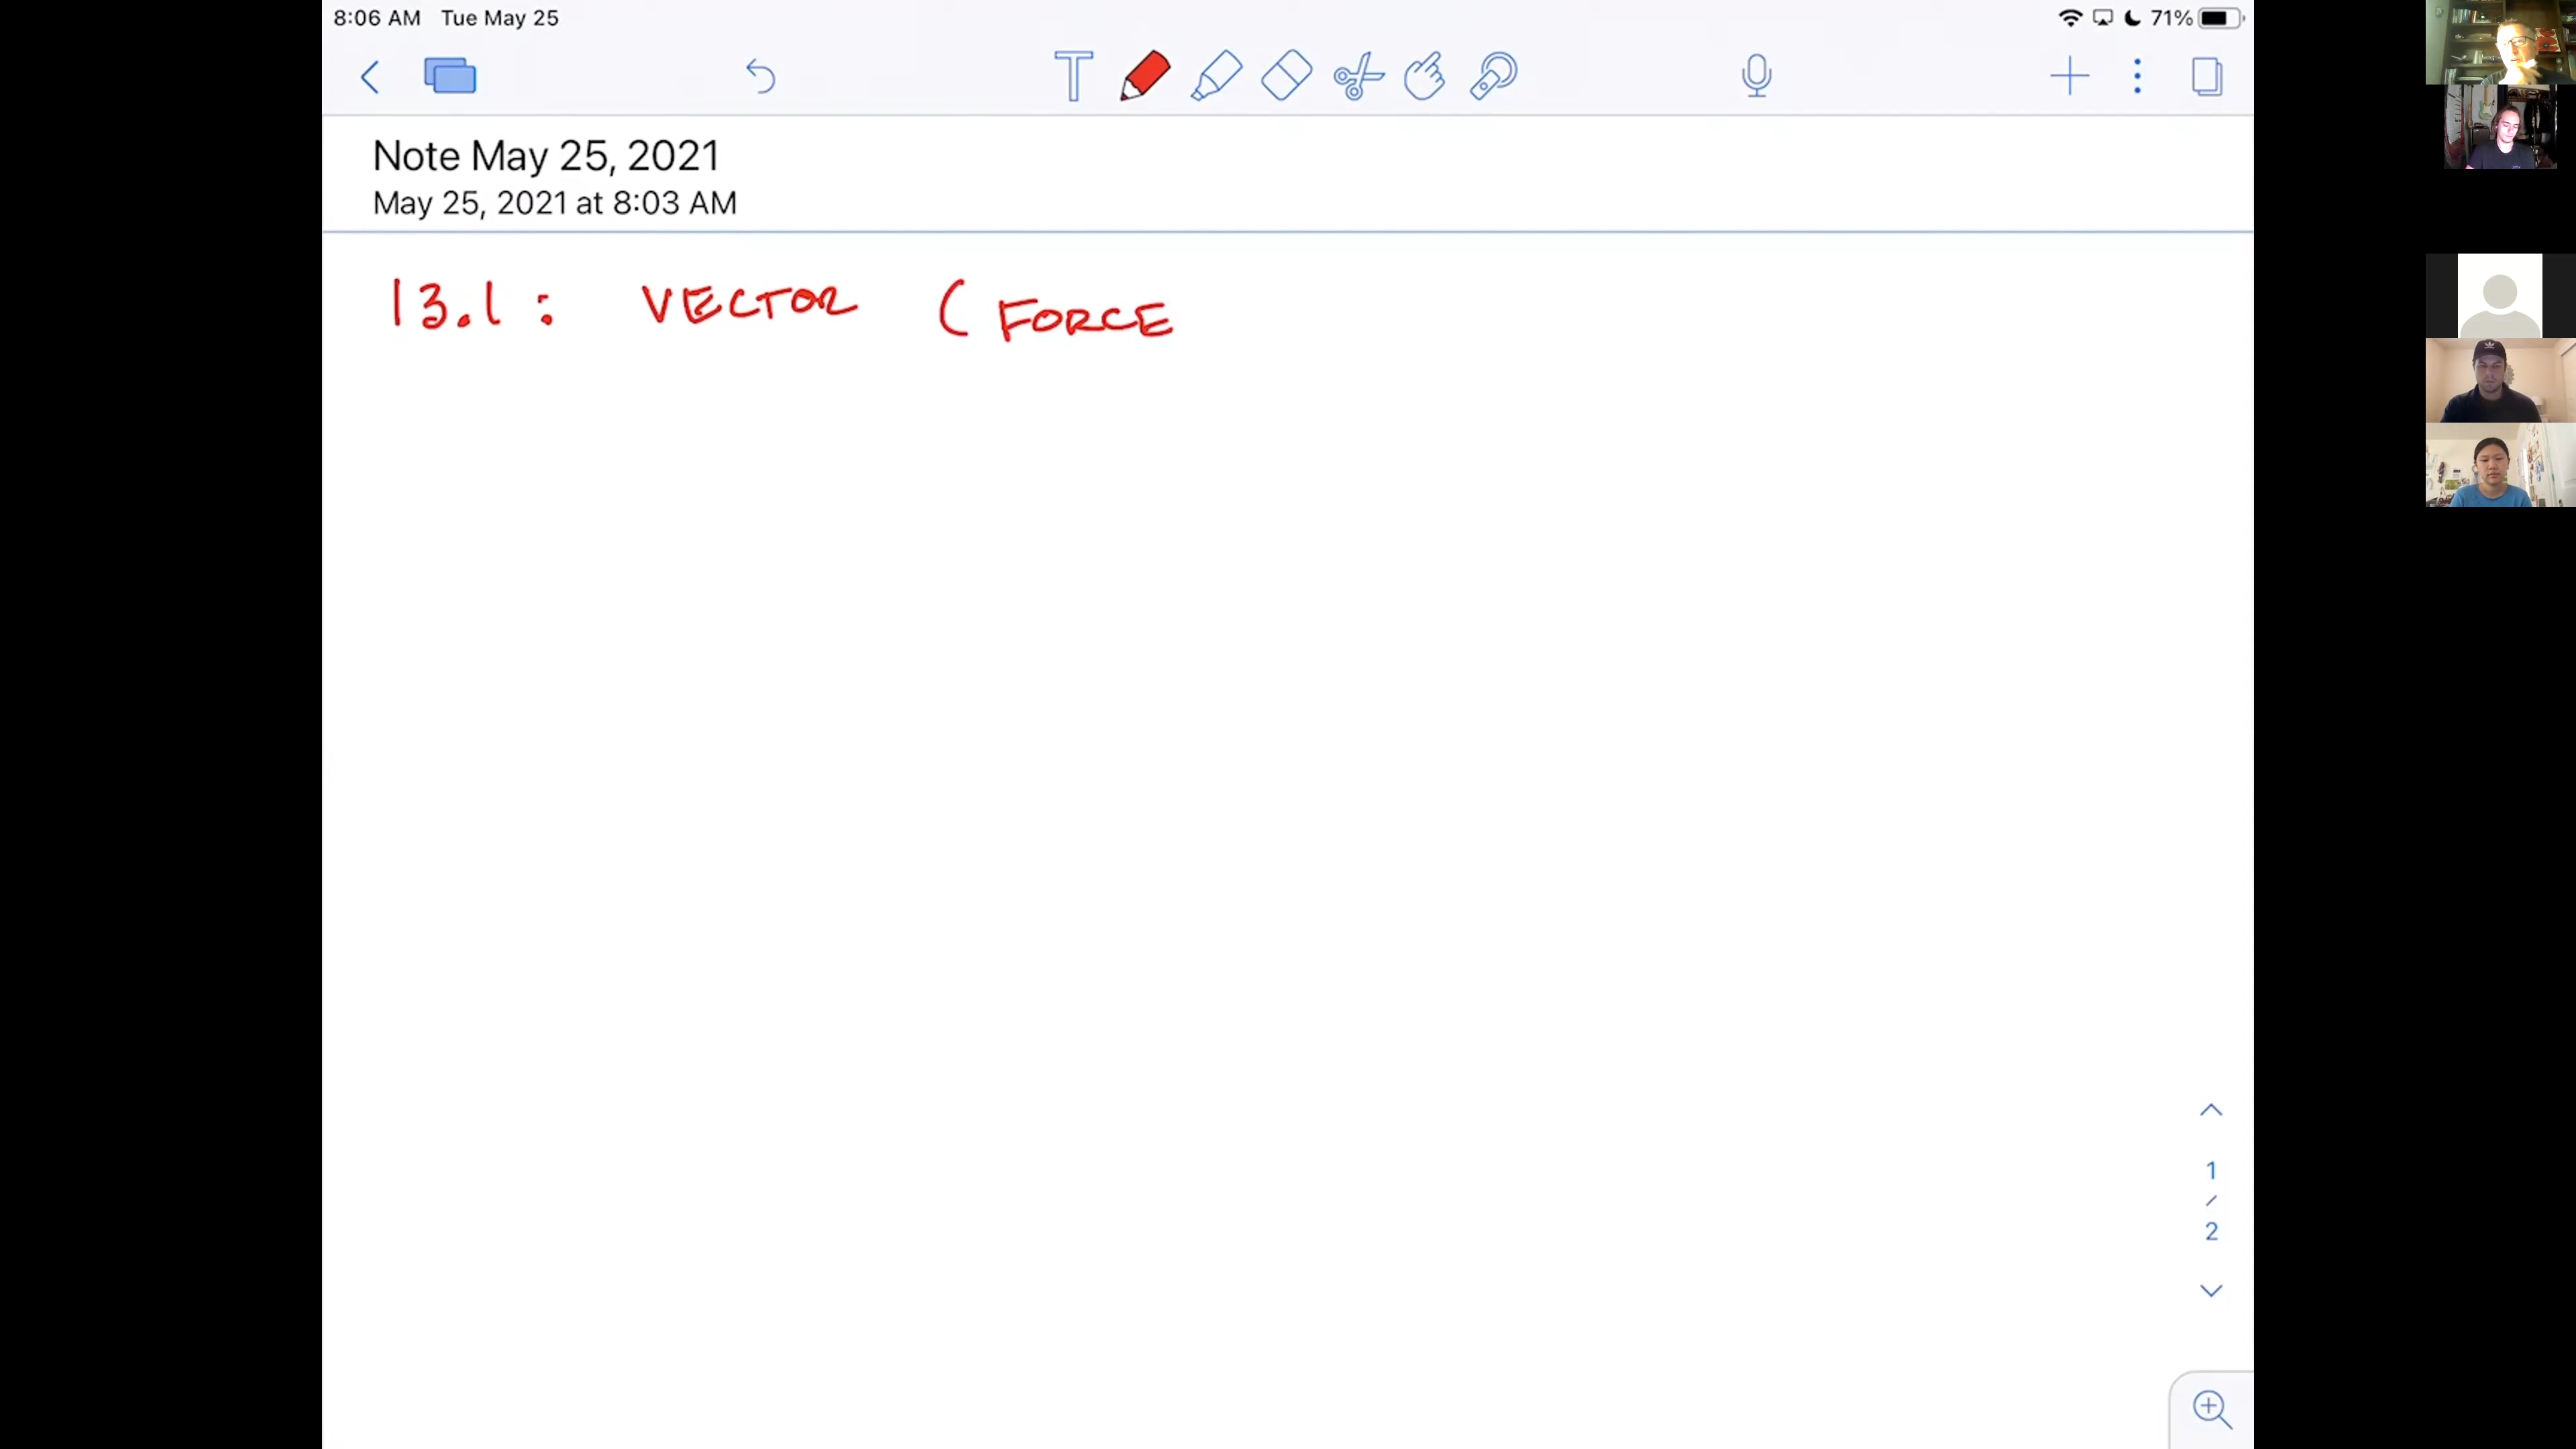 8:06 AM Tue May 25 71%
T
Note May 25, 2021
May 25, 2021 at 8:03 AM
13.1: VECTOR (FORCE
1
/
2